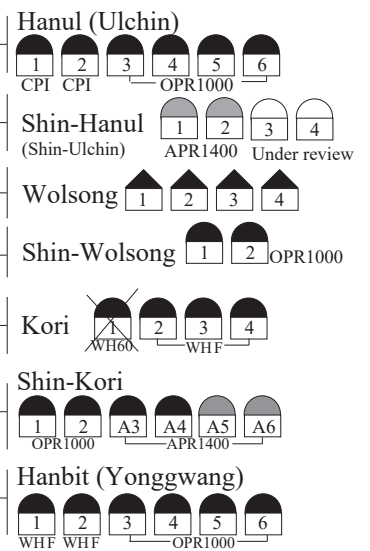 Hanul (Ulchin)
1 2 3 4 5 6
CPI CPI OPR1000
Shin-Hanul 1 2 3 4
(Shin-Ulchin) APR1400 Under review
Wolsong 1 2 3 4
Shin-Wolsong 1 2 OPR1000
Kori 1 2 3 4
WH60 WHF
Shin-Kori
1 2 A3 A4 A5 A6
OPR1000 APR1400
Hanbit (Yonggwang)
1 2 3 4 5 6
WHF WHF OPR1000